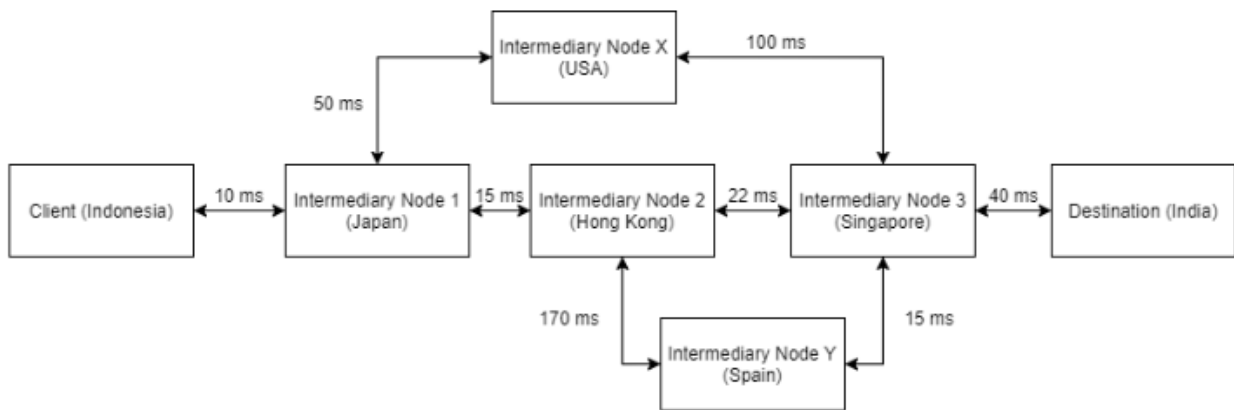 Intermediary Node X
(USA)
100 ms
50 ms
Client (Indonesia)
10 ms
Intermediary Node 1
(Japan)
15 ms
Intermediary Node 2
(Hong Kong)
22 ms
Intermediary Node 3
(Singapore)
40 ms
Destination (India)
170 ms
Intermediary Node Y
(Spain)
15 ms